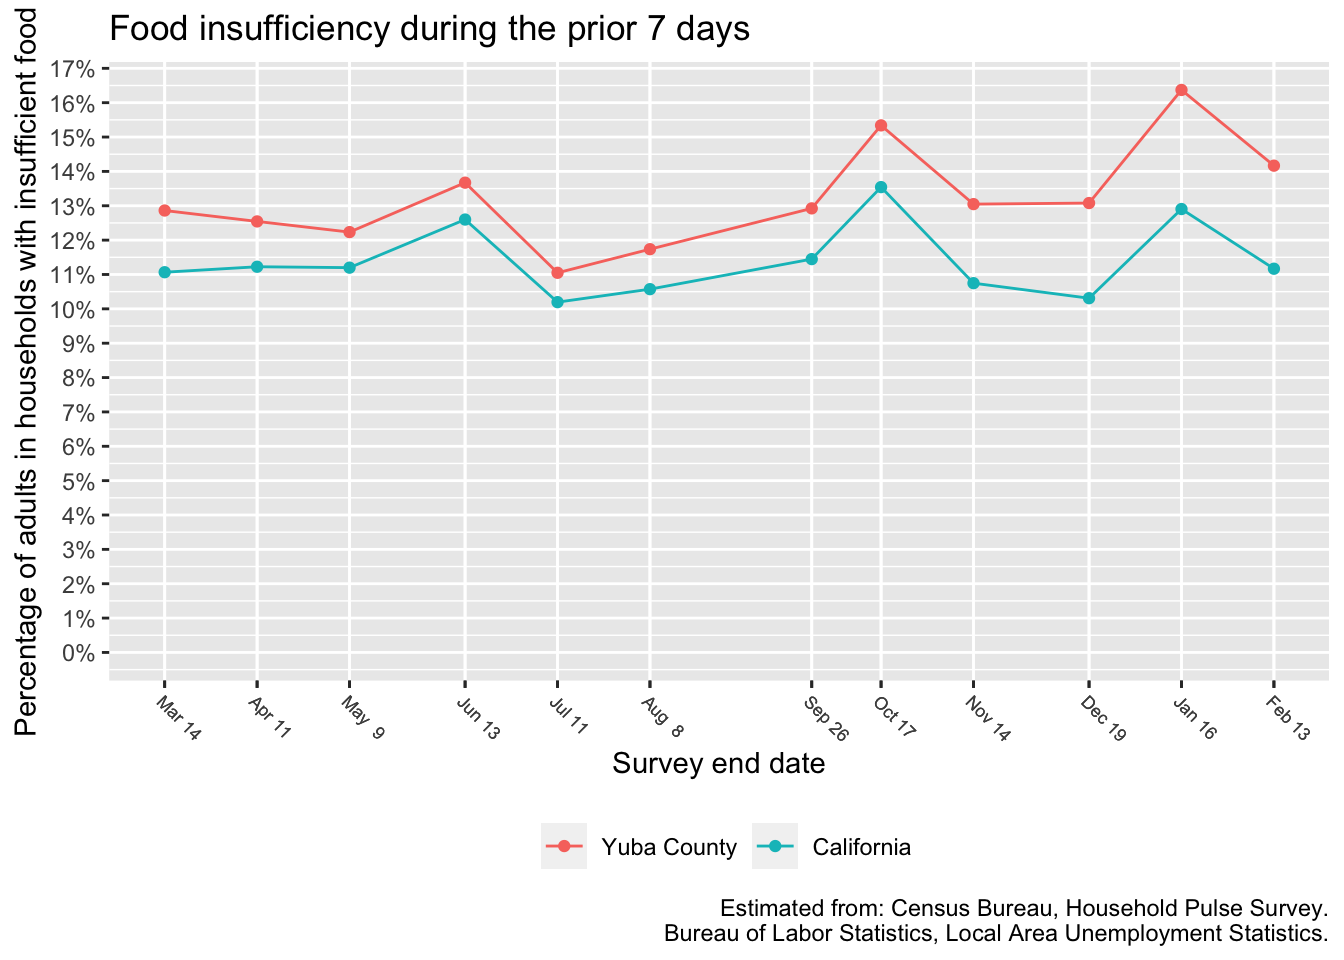 Food insufficiency during the prior 7 days
Percentage of adults in households with insufficient food
17%
16%
15%
14%
13%
12%
11%
10%
9%
8%
7%
6%
5%
4%
3%
2%
1%
0%
Mar 14
Apr 11
May 9
Jun 13
Jul 11
Aug 8
Sep 26
Oct 17
Nov 14
Dec 19
Jan 16
Feb 13
Survey end date
Yuba County
California
Estimated from: Census Bureau, Household Pulse Survey.
Bureau of Labor Statistics, Local Area Unemployment Statistics.